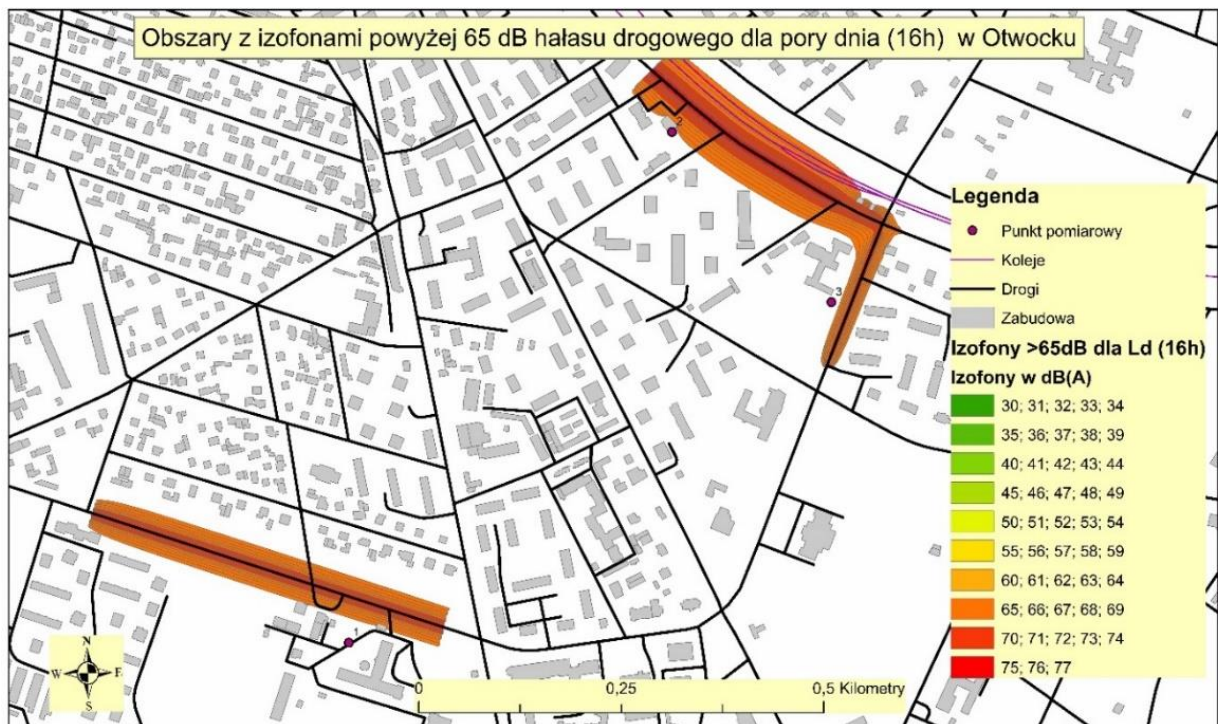 Obszary z izofonami powyżej 65 dB hałasu drogowego dla pory dnia (16h) w Otwocku
2
3
1
Legenda
Punkt pomiarowy
Koleje
Drogi
Zabudowa
Izofony >65dB dla Ld (16h)
Izofony w dB(A)
30; 31; 32; 33; 34
35; 36; 37; 38; 39
40; 41; 42; 43; 44
45; 46; 47; 48; 49
50; 51; 52; 53; 54
55; 56; 57; 58; 59
60; 61; 62; 63; 64
65; 66; 67; 68; 69
70; 71; 72; 73; 74
75; 76; 77
N
W E
S
0 0,25 0,5 Kilometry